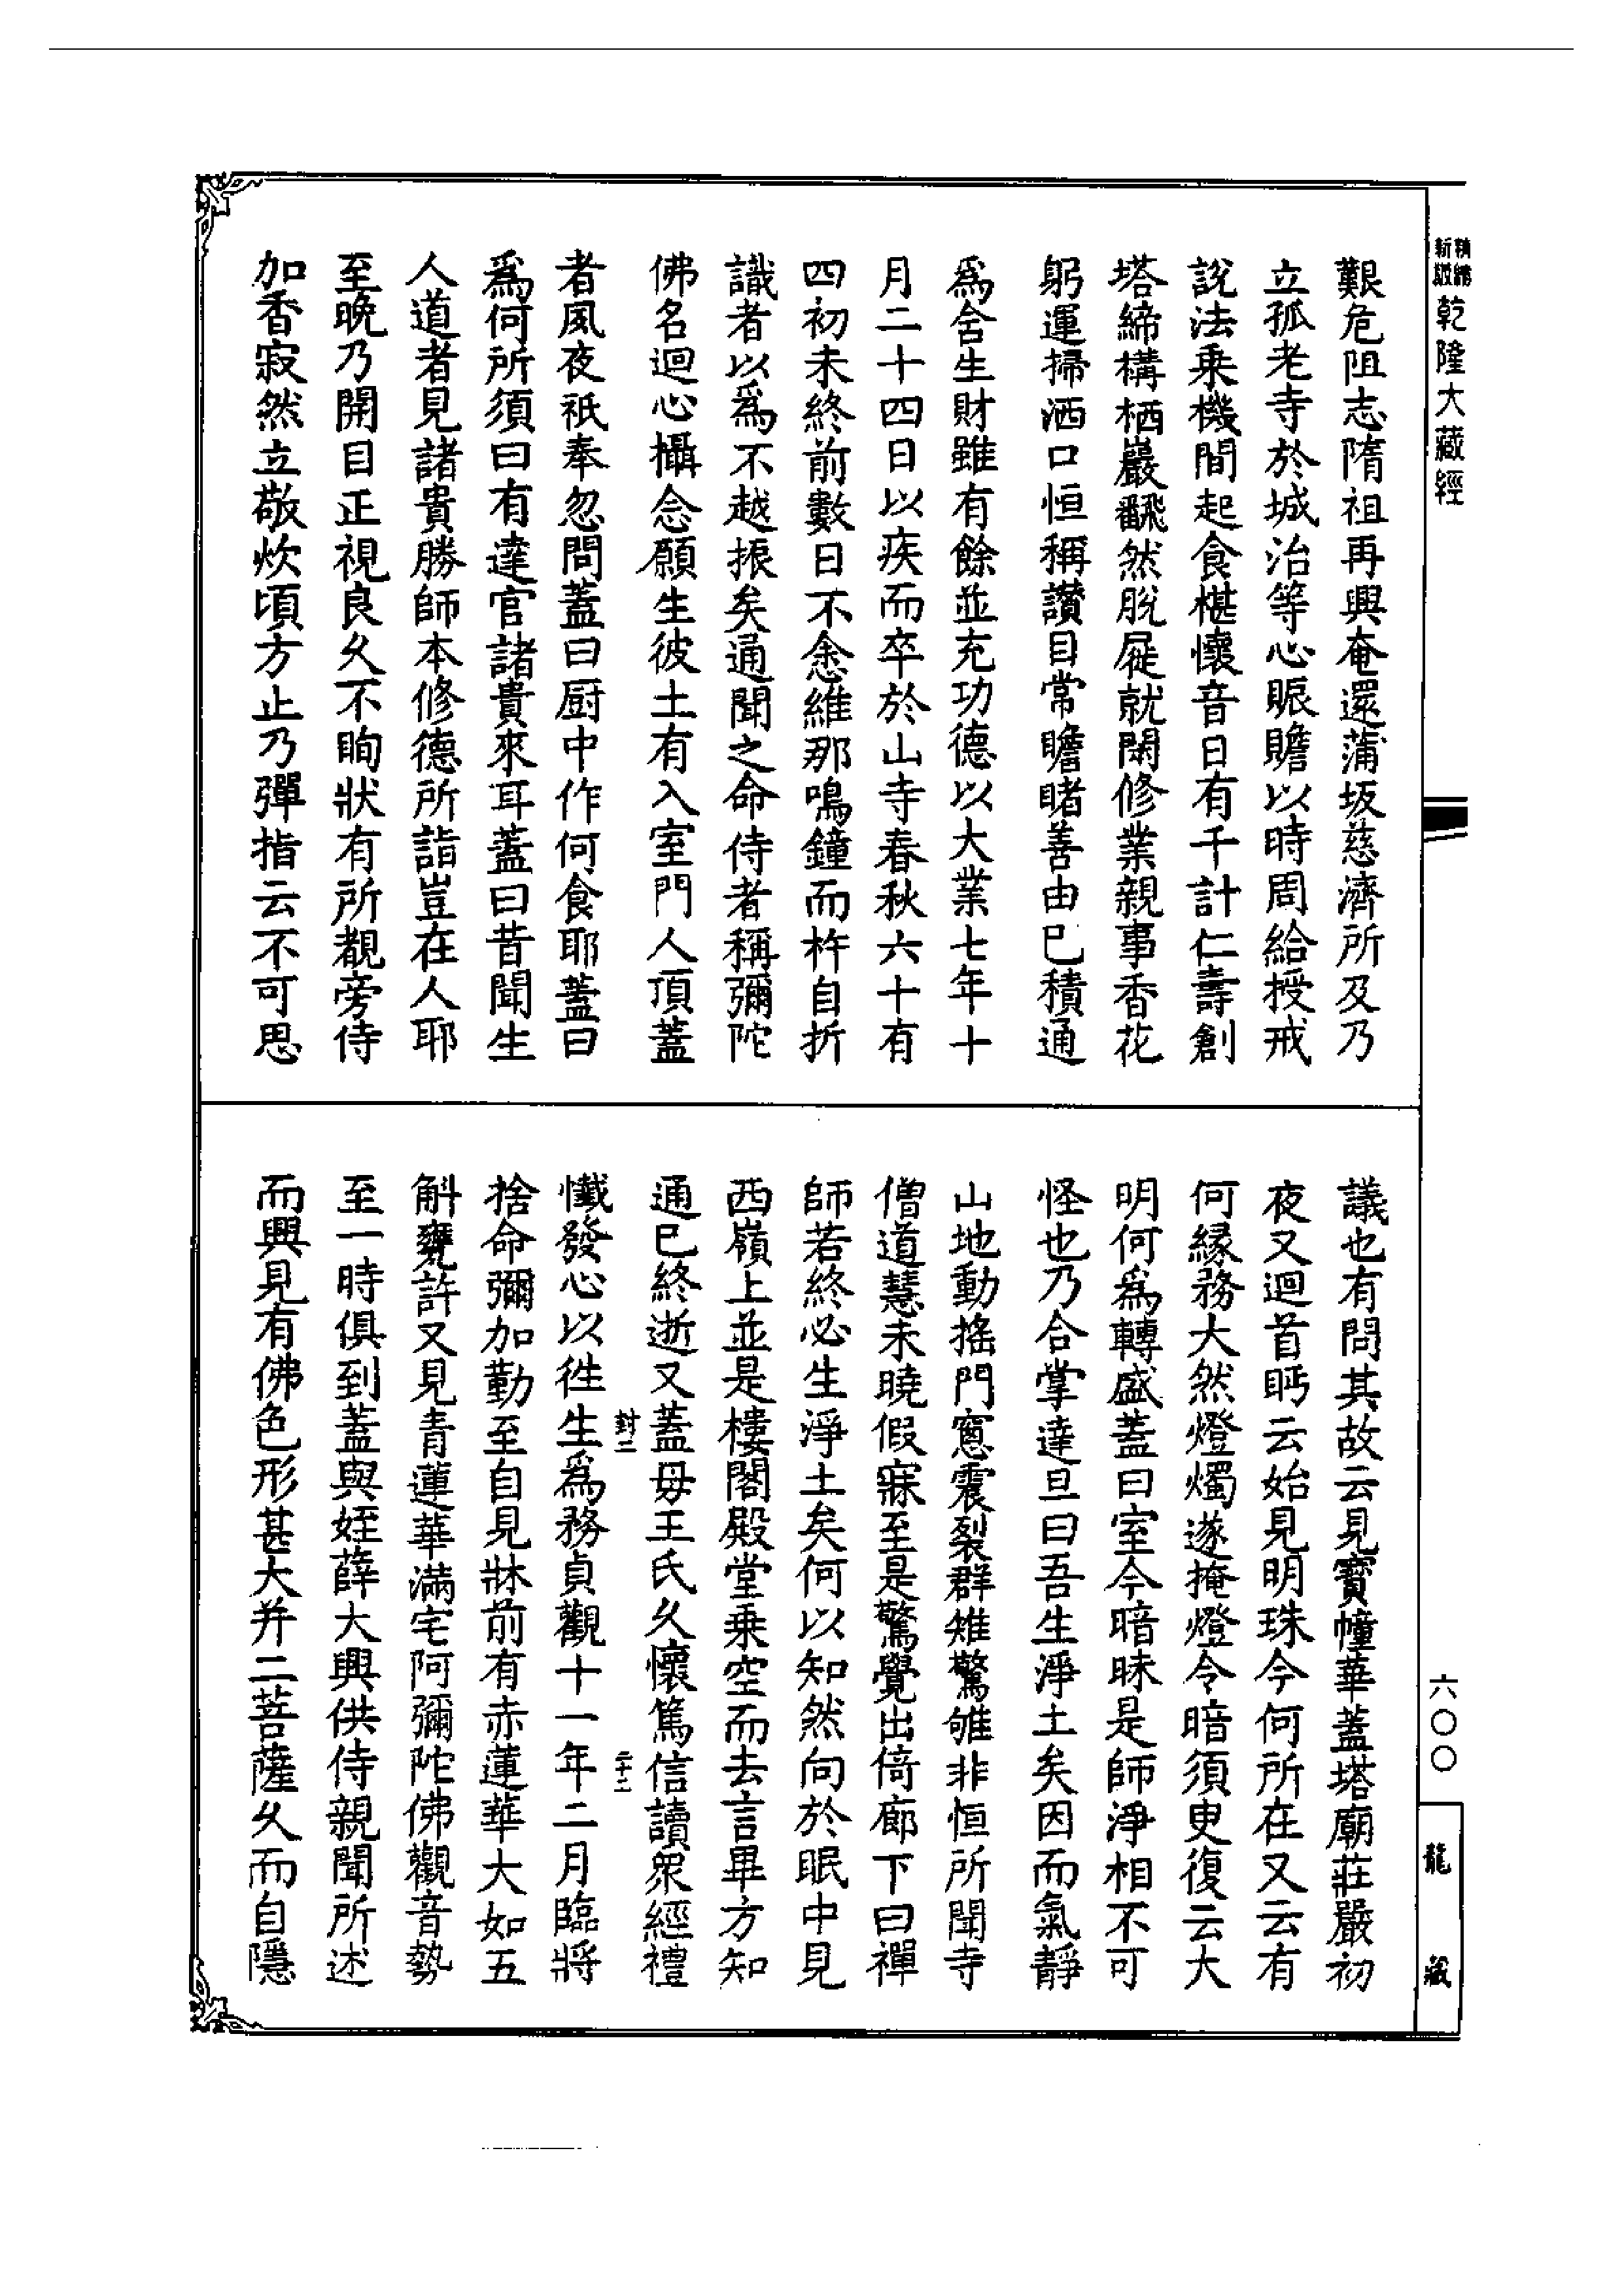 精繕
新版
乾隆大藏經
艱危阻志隋祖再興奄還蒲坂慈濟所及乃
立孤老寺於城治等心賑贍以時周給授戒
說法乘機間起食椹懷音日有千計仁壽創
塔締構栖巖飜然脫屣就閑修業親事香花
躬運掃洒口恒稱讚目常瞻睹善由已積通
爲舍生財雖有餘並充功德以大業七年十
月二十四日以疾而卒於山寺春秋六十有
四初未終前數日不悆維那鳴鐘而杵自折
識者以爲不越振矣通聞之命侍者稱彌陀
佛名迴心攝念願生彼土有入室門人頂蓋
者夙夜祇奉忽問蓋曰厨中作何食耶蓋曰
爲何所須曰有達官諸貴來耳蓋曰昔聞生
人道者見諸貴勝師本修德所詣豈在人耶
至晚乃開目正視良久不眴狀有所覩旁侍
加香寂然立敬炊頃方止乃彈指云不可思
議也有問其故云見寶幢華蓋塔廟莊嚴初
夜又迴首眄云始見明珠今何所在又云有
何緣務大然燈燭遂掩燈令暗須臾復云大
明何爲轉盛蓋曰室今暗昧是師淨相不可
怪也乃合掌達旦曰吾生淨土矣因而氣靜
山地動搖門窻震裂群雉驚雊非恒所聞寺
僧道慧未曉假寐至是驚覺出倚廊下曰禪
師若終必生淨土矣何以知然向於眠中見
西嶺上並是樓閣殿堂乘空而去言畢方知
通已終逝又蓋母王氏久懷篤信讀衆經禮
封二
二十二
懺發心以徃生爲務貞觀十一年二月臨將
捨命彌加勤至自見牀前有赤蓮華大如五
斛甕許又見青蓮華滿宅阿彌陀佛觀音勢
至一時俱到蓋與姪薛大興供侍親聞所述
而興見有佛色形甚大并二菩薩久而自隱
六〇〇
龍藏